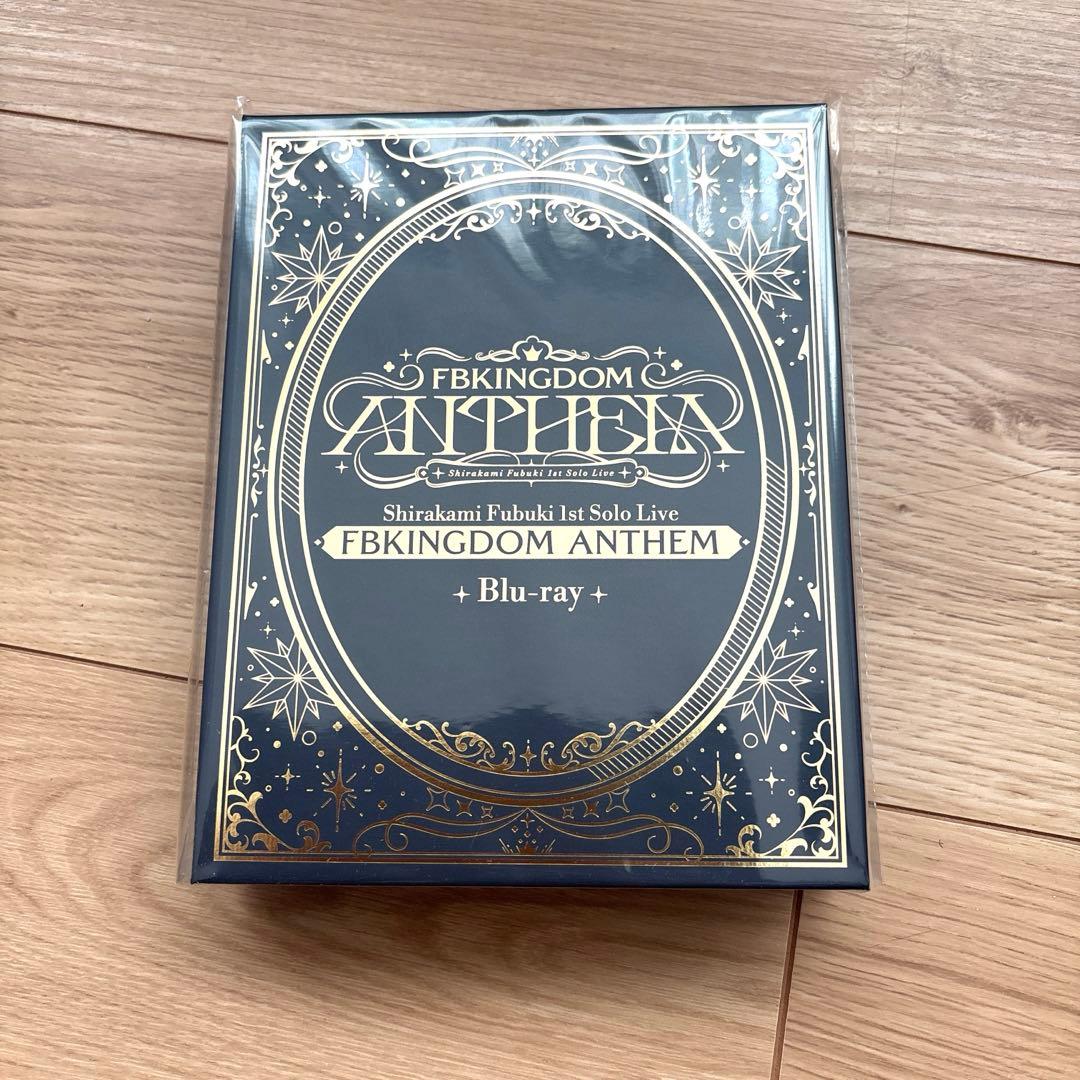 FBKINGDOM
ANTHEM
Shirakami Fubuki 1st Solo Live
Shirakami Fubuki 1st Solo Live
FBKINGDOM ANTHEM
Blu-ray